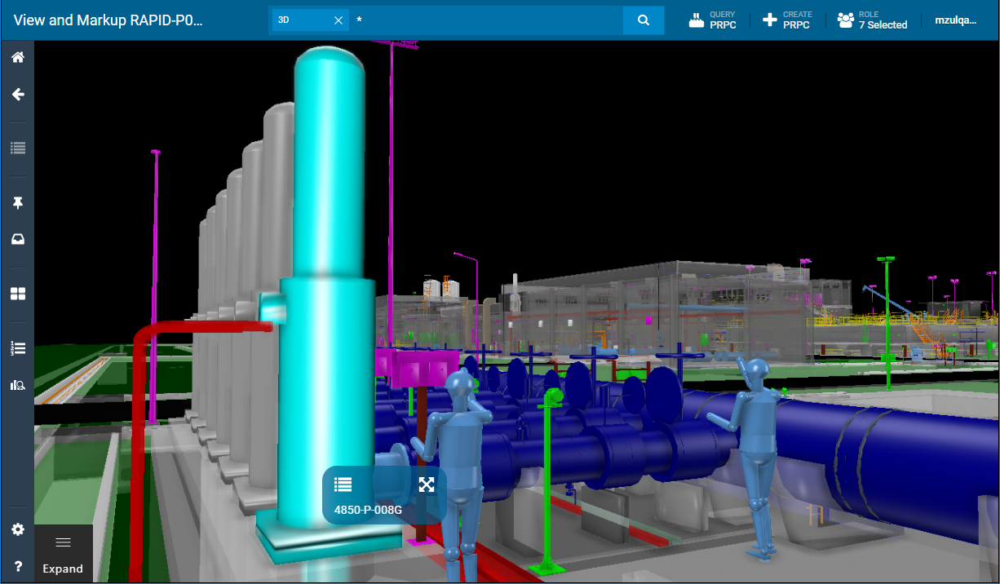 View and Markup RAPID-P0...
3D
*
QUERY
PRPC
CREATE
PRPC
ROLE
7 Selected
mzulqa...
4850-P-008G
Expand
?